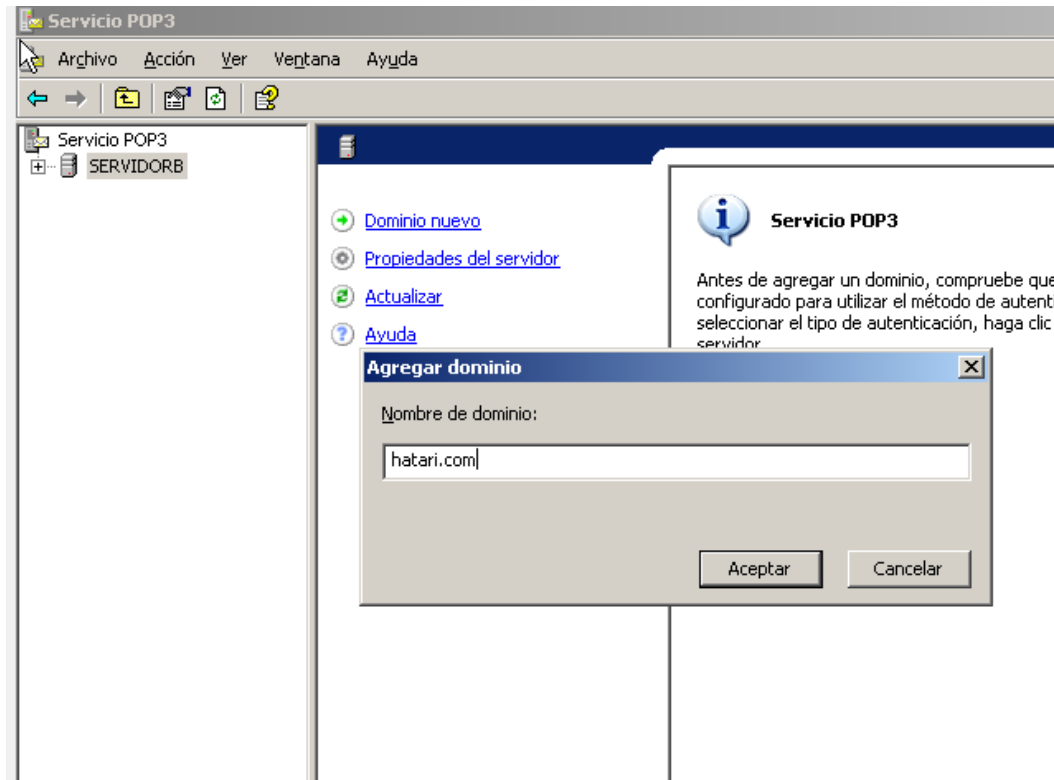 Servicio POP3
Archivo Acción Ver Ventana Ayuda
Servicio POP3
SERVIDORB
Dominio nuevo
Propiedades del servidor
Actualizar
Ayuda
Servicio POP3
Antes de agregar un dominio, compruebe que
configurado para utilizar el método de autenti
seleccionar el tipo de autenticación, haga clic
servidor
Agregar dominio
Nombre de dominio:
hatari.com
Aceptar Cancelar